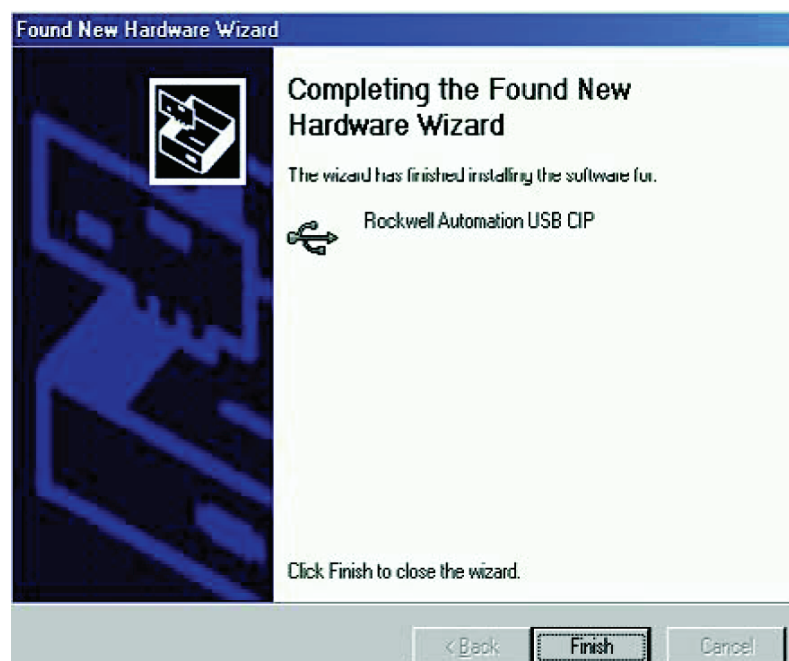 Found New Hardware Wizard
Completing the Found New
Hardware Wizard
The wizard has finished installing the software for:
Rockwell Automation USB CIP
Click Finish to close the wizard.
< Back
Finish
Cancel